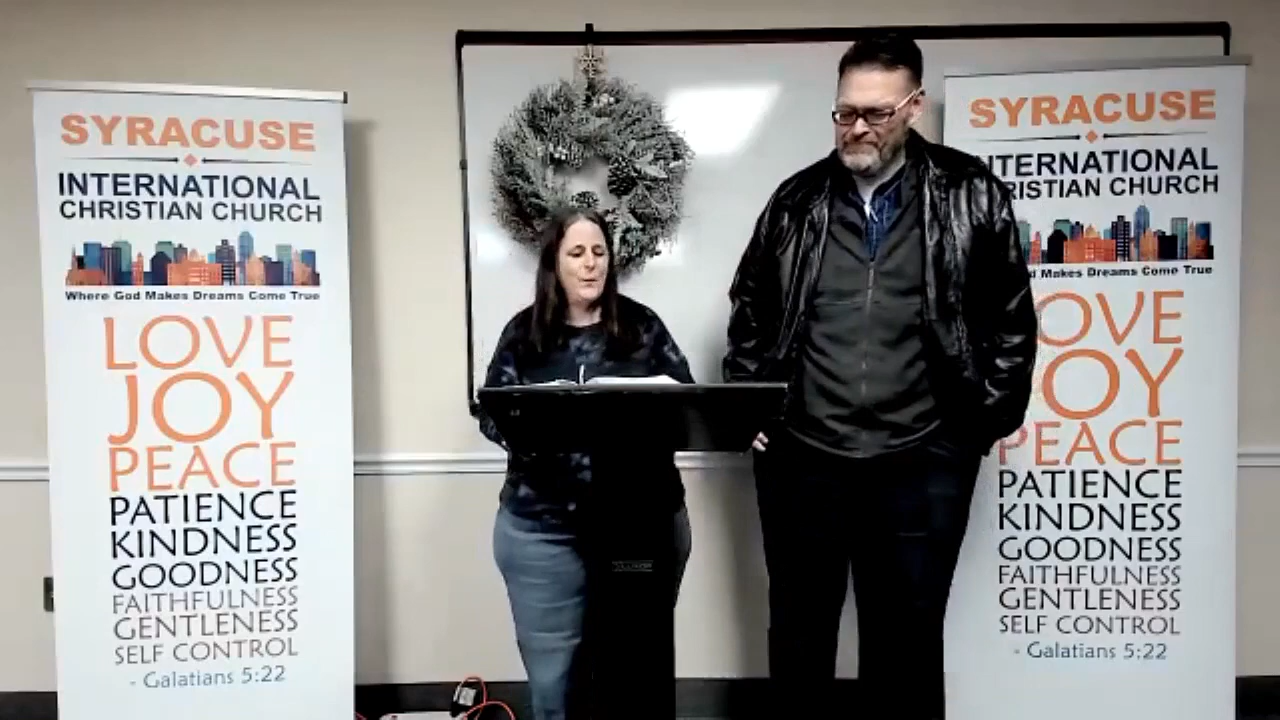 SYRACUSE
INTERNATIONAL
CHRISTIAN CHURCH
Where God Makes Dreams Come True
LOVE
JOY
PEACE
PATIENCE
KINDNESS
GOODNESS
FAITHFULNESS
GENTLENESS
SELF CONTROL
- Galatians 5:22
SYRACUSE
INTERNATIONAL
RISTIAN CHURCH
d Makes Dreams Come True
OVE
OY
PEACE
PATIENCE
KINDNESS
GOODNESS
FAITHFULNESS
GENTLENESS
SELF CONTROL
- Galatians 5:22